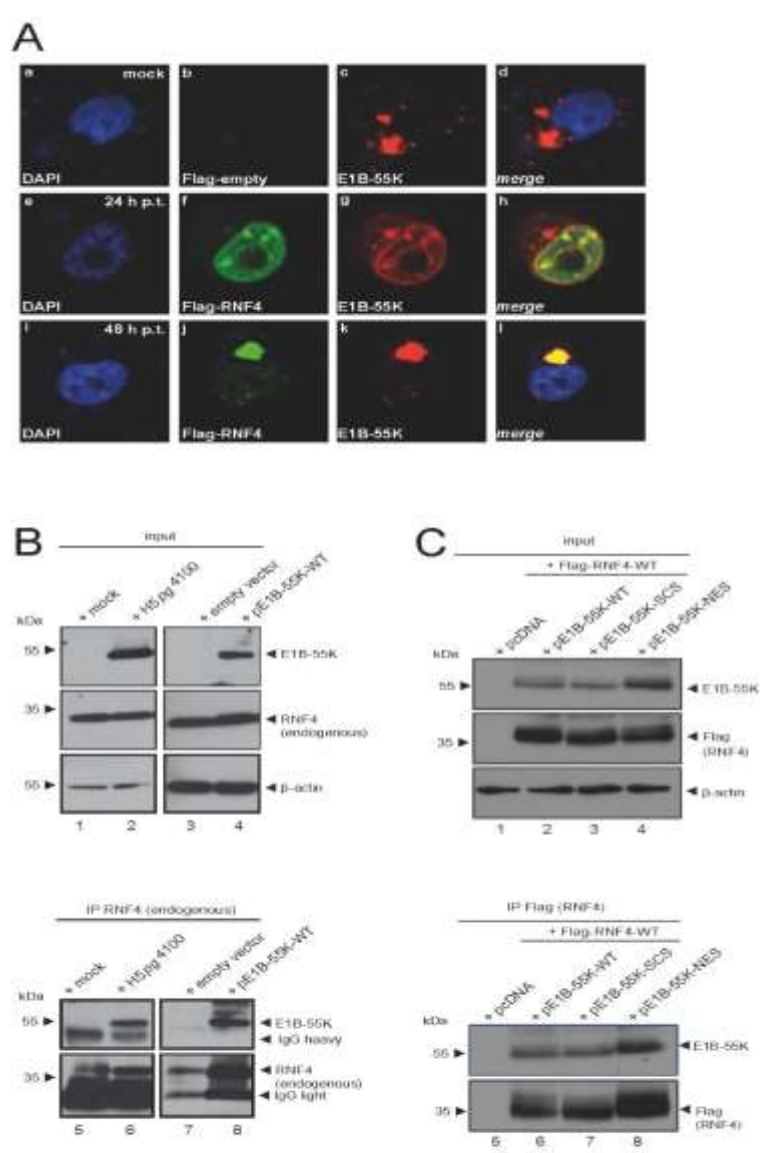 A
a mock b c d
DAPI Flag-empty E1B-55K merge
e 24 h p.t. f g h
DAPI Flag-RNF4 E1B-55K merge
i 48 h p.t. j k l
DAPI Flag-RNF4 E1B-55K merge
B
input
+ mock
+ H5pg 4100
+ empty vector
+ pE1B-55K-WT
kDa
55 E1B-55K
35 RNF4
(endogenous)
55 β-actin
1 2 3 4
IP RNF4 (endogenous)
+ mock
+ H5pg 4100
+ empty vector
+ pE1B-55K-WT
kDa
55 E1B-55K
IgG heavy
35 RNF4
(endogenous)
IgG light
5 6 7 8
C
input
+ Flag-RNF4-WT
+ pcDNA
+ pE1B-55K-WT
+ pE1B-55K-SCS
+ pE1B-55K-NES
kDa
55 E1B-55K
35 Flag
(RNF4)
β-actin
1 2 3 4
IP Flag (RNF4)
+ Flag-RNF4-WT
+ pcDNA
+ pE1B-55K-WT
+ pE1B-55K-SCS
+ pE1B-55K-NES
kDa
55 E1B-55K
35 Flag
(RNF4)
5 6 7 8